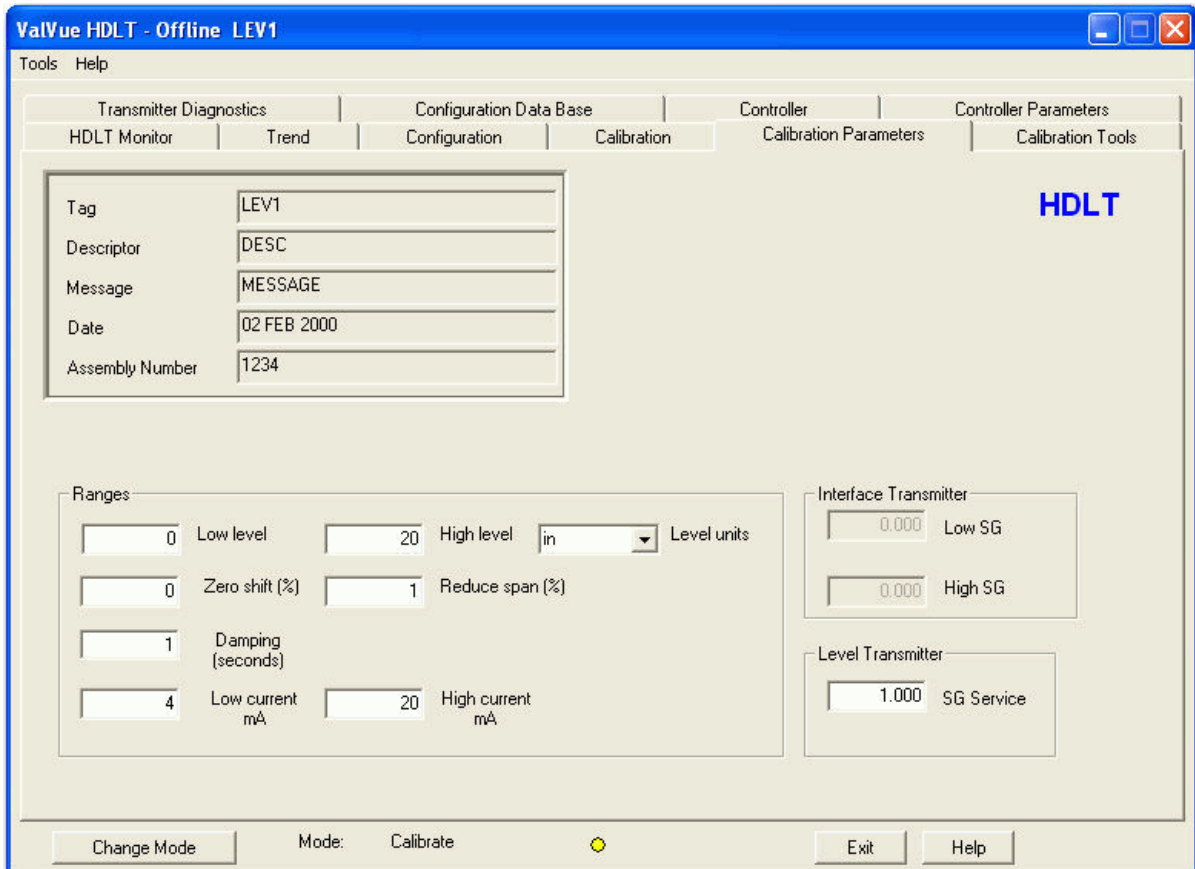 ValVue HDLT - Offline LEV1
Tools Help
Transmitter Diagnostics Configuration Data Base Controller Controller Parameters
HDLT Monitor Trend Configuration Calibration Calibration Parameters Calibration Tools
HDLT
Tag LEV1
Descriptor DESC
Message MESSAGE
Date 02 FEB 2000
Assembly Number 1234
Ranges
0 Low level 20 High level in Level units
0 Zero shift (%) 1 Reduce span (%)
1 Damping
(seconds)
4 Low current
mA
20 High current
mA
Interface Transmitter
0.000 Low SG
0.000 High SG
Level Transmitter
1.000 SG Service
Change Mode Mode: Calibrate Exit Help